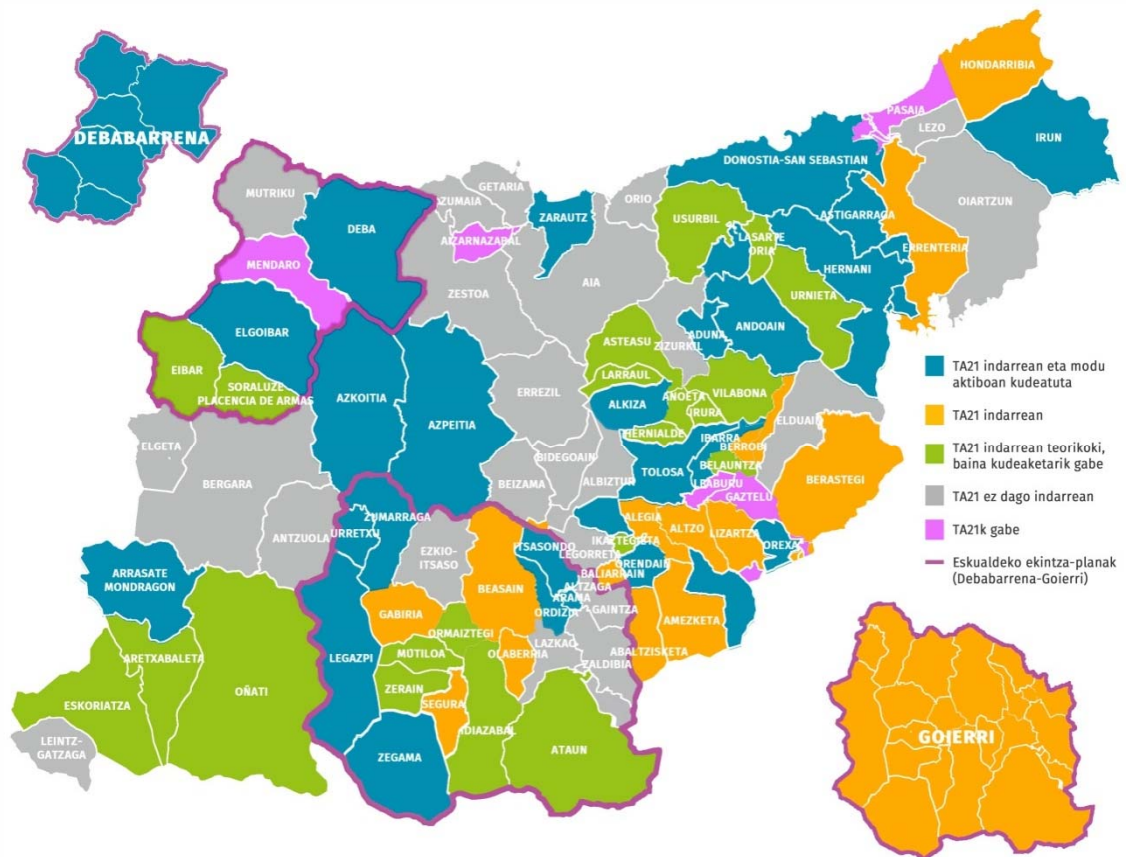 HONDARRIBIA
PASAIA
LEZO
IRUN
DEBABARRENA
DONOSTIA-SAN SEBASTIAN
OIARTZUN
MUTRIKU
GETARIA
ZUMAIA
ZARAUTZ
ORIO
USURBIL
ASTIGARRAGA
DEBA
LASARTE
ORIA
ERRENTERIA
AIZARNAZABAL
HERNANI
MENDARO
ZESTOA
AIA
URNIETA
ELGOIBAR
ADUNA
ANDOAIN
ASTEASU
ZIZURKIL
EIBAR
LARRAUL
SORALUZE
PLACENCIA DE ARMAS
ERREZIL
ANOETA
VILABONA
AZKOITIA
ALKIZA
IRURA
AZPEITIA
HERNIALDE
ELDUAIN
IBARRA
BERROBI
ELGETA
BIDEGOAIN
TOLOSA
BELAUNTZA
BERGARA
BEIZAMA
ALBIZTUR
LEABURU
GAZTELU
BERASTEGI
ZUMARRAGA
ALEGIA
ALTZO
LIZARTZA
ANTZUOLA
URRETXU
EZKIO-
ITSASO
ITSASONDO
IKAZTEGIETA
OREXA
LEGORRETA
ORENDAIN
ARRASATE
MONDRAGON
BEASAIN
BALIARRAIN
ALTZAGA
ARAMA
GABIRIA
ORDIZIA
GAINTZA
AMEZKETA
ORMAIZTEGI
LAZKAO
ABALTZISKETA
ARETXABALETA
LEGAZPI
MUTILOA
OLABERRIA
ZALDIBIA
OÑATI
ZERAIN
ESKORIATZA
SEGURA
IDIAZABAL
ATAUN
LEINTZ-
GATZAGA
ZEGAMA
GOIERRI
TA21 indarrean eta modu
aktiboan kudeatuta
TA21 indarrean
TA21 indarrean teorikoki,
baina kudeaketarik gabe
TA21 ez dago indarrean
TA21k gabe
Eskualdeko ekintza-planak
(Debabarrena-Goierri)